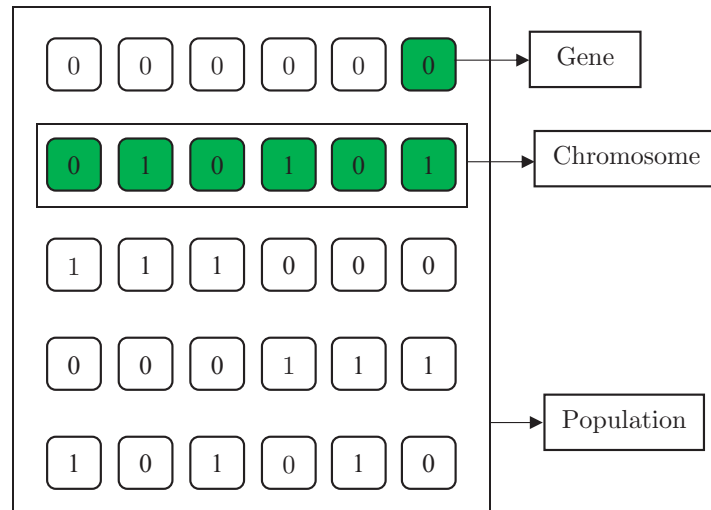 0 0 0 0 0 0 Gene
0 1 0 1 0 1 Chromosome
1 1 1 0 0 0
0 0 0 1 1 1
Population
1 0 1 0 1 0